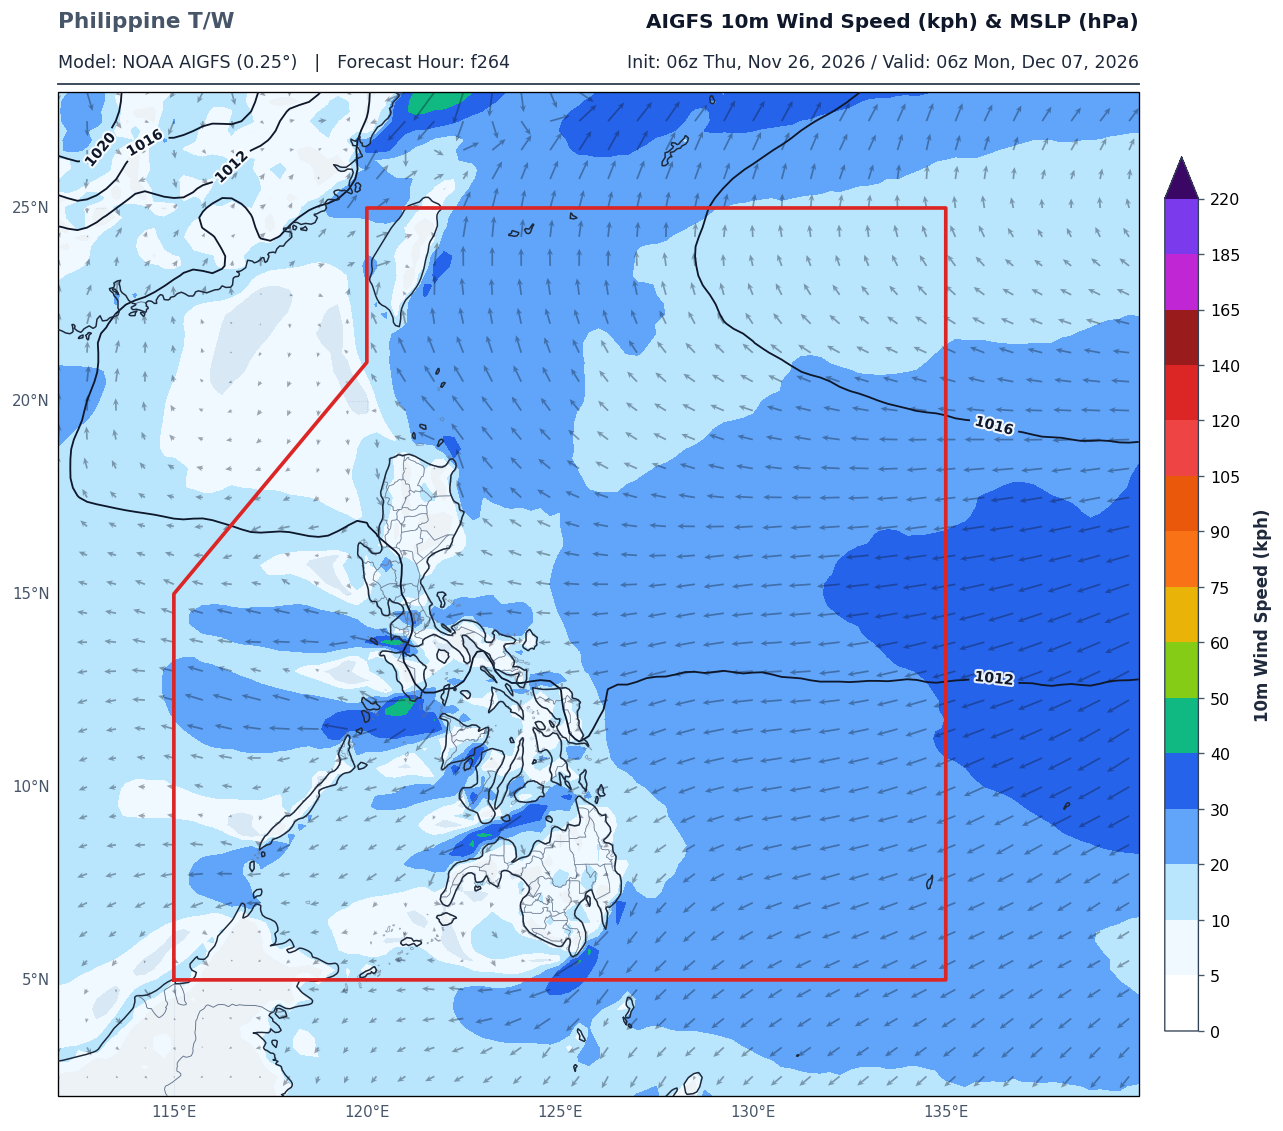 Philippine T/W
AIGFS 10m Wind Speed (kph) & MSLP (hPa)
Model: NOAA AIGFS (0.25°) | Forecast Hour: f264
Init: 06z Thu, Nov 26, 2026 / Valid: 06z Mon, Dec 07, 2026
1020
1016
1012
1016
1012
25°N
20°N
15°N
10°N
5°N
115°E
120°E
125°E
130°E
135°E
220
185
165
140
120
105
90
75
60
50
40
30
20
10
5
0
10m Wind Speed (kph)